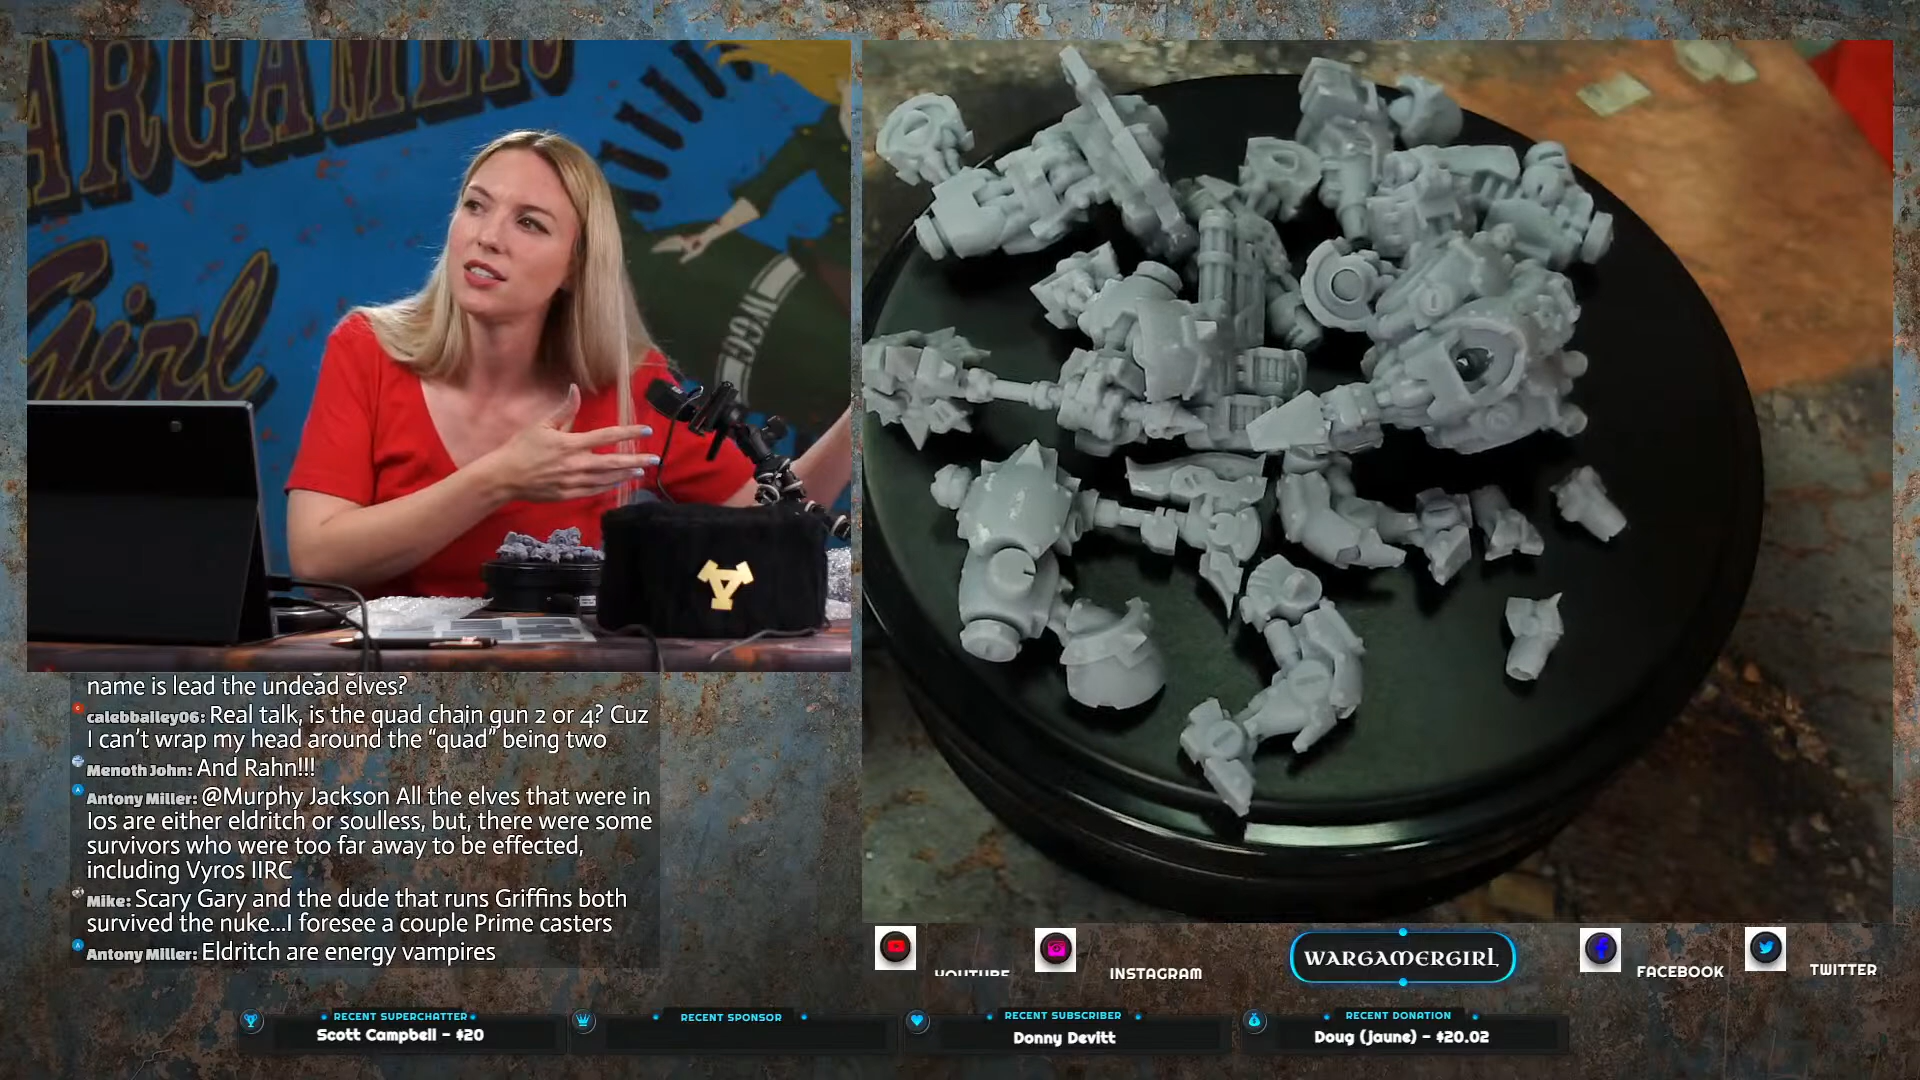 ARGAMER
Girl
WGG
name is lead the undead elves?
calebbailey06: Real talk, is the quad chain gun 2 or 4? Cuz
I can't wrap my head around the "quad" being two
Menoth John: And Rahn!!!
Antony Miller: @Murphy Jackson All the elves that were in
Ios are either eldritch or soulless, but, there were some
survivors who were too far away to be effected,
including Vyros IIRC
Mike: Scary Gary and the dude that runs Griffins both
survived the nuke...I foresee a couple Prime casters
Antony Miller: Eldritch are energy vampires
YOUTUBE
INSTAGRAM
WARGAMERGIRL
FACEBOOK
TWITTER
RECENT SUPERCHATTER
Scott Campbell - $20
RECENT SPONSOR
RECENT SUBSCRIBER
Donny Devitt
RECENT DONATION
Doug (jaune) - $20.02